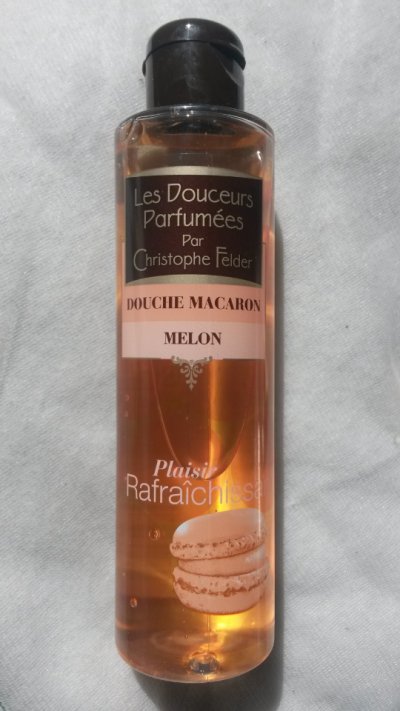 Les Douceurs
Parfumées
Par
Christophe Felder
DOUCHE MACARON
MELON
Plaisir